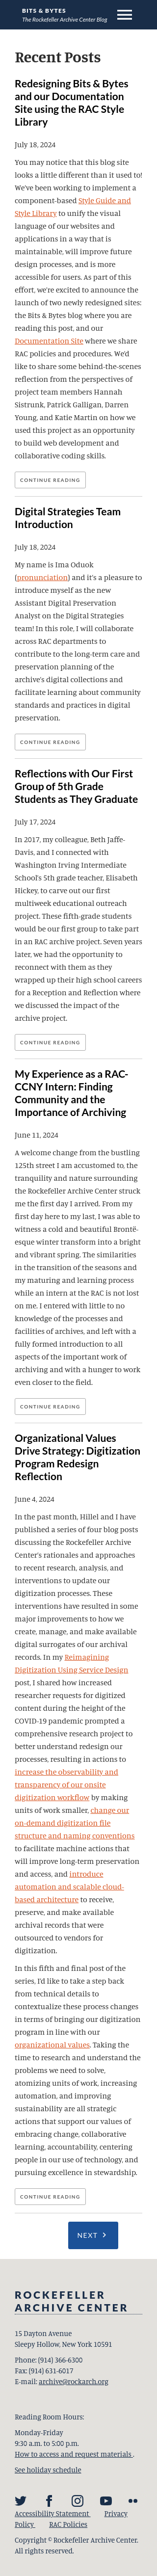 BITS & BYTES
The Rockefeller Archive Center Blog
Recent Posts
Redesigning Bits & Bytes
and our Documentation
Site using the RAC Style
Library
July 18, 2024
You may notice that this blog site
looks a little different than it used to!
We've been working to implement a
component-based Style Guide and
Style Library to unify the visual
language of our websites and
applications in a way that is
maintainable, will improve future
design processes, and is more
accessible for users. As part of this
effort, we're excited to announce the
launch of two newly redesigned sites:
the Bits & Bytes blog where you are
reading this post, and our
Documentation Site where we share
RAC policies and procedures. We'd
like to share some behind-the-scenes
reflection from the perspectives of
project team members Hannah
Sistrunk, Patrick Galligan, Darren
Young, and Katie Martin on why we
used this project as an opportunity
to build web development and
collaborative coding skills.
CONTINUE READING
Digital Strategies Team
Introduction
July 18, 2024
My name is Ima Oduok
(pronunciation) and it's a pleasure to
introduce myself as the new
Assistant Digital Preservation
Analyst on the Digital Strategies
team! In this role, I will collaborate
across RAC departments to
contribute to the long-term care and
preservation planning of the
archive's digital collections and
facilitate learning about community
standards and practices in digital
preservation.
CONTINUE READING
Reflections with Our First
Group of 5th Grade
Students as They Graduate
July 17, 2024
In 2017, my colleague, Beth Jaffe-
Davis, and I connected with
Washington Irving Intermediate
School's 5th grade teacher, Elisabeth
Hickey, to carve out our first
multiweek educational outreach
project. These fifth-grade students
would be our first group to take part
in an RAC archive project. Seven
years later, we reconnected when
they reconnected with them as they
wrapped up their high school careers
for a Reception and Reflection where
we discussed the impact of the
archive project.
CONTINUE READING
My Experience as a RAC-
CCNY Intern: Finding
Community and the
Importance of Archiving
June 11, 2024
A welcome change from the bustling
125th street I am accustomed to, the
tranquility and nature surrounding
the Rockefeller Archive Center struck
me the first day I arrived. From my
first day here to my last, I was able to
witness a cold and beautiful Brontë-
esque winter transform into a bright
and vibrant spring. The similarities
in the transition of the seasons and
my mentality as I encompassed my
time while an intern at the RAC is not
lost on me. I entered with little to no
knowledge of the complexities and
specificities within the field of
archives, and left with a fully formed
introduction to all aspects of the
important work of archiving and with
a hunger to work even closer to the
field.
CONTINUE READING
Organizational Values
Drive Strategy: Digitization
Program Redesign
Reflection
June 4, 2024
In the past month, Hillel and I have
published a series of four blog posts
discussing the Rockefeller Archive
Center's rationales and approaches
to recent research, analysis, and
interventions to update our
digitization processes. These
interventions have resulted in some
major improvements to how we
create, manage, and make available
digital surrogates of our archival
records. In my Reimagining
Digitization Using Service Design
post, I shared how increased
researcher requests for digitized
content during the height of the
COVID-19 pandemic prompted a
comprehensive research project to
better understand redesign our
processes, resulting in actions to
increase the observability and
transparency of our onsite
digitization workflow by making
units of work smaller, change our
on-demand digitization file
structure and naming conventions
to facilitate machine actions that
will improve long-term preservation
and access, and introduce
automation and scalable cloud-
based architecture to receive,
preserve, and make available
archival records that were
outsourced to vendors for
digitization.
In this fifth and final post of the
series, I'd like to take a step back
from technical details to
contextualize these process changes
in terms of bringing our digitization
program in line with our
organizational values. Taking the
time to research and understand the
problems we need to solve,
atomizing units of work, increasing
automation, and improving
sustainability are all strategic
actions that support our values of
embracing change, cultivating
collaborative learning, accountability, centering
people in our use of technology, and
pursuing excellence in stewardship.
CONTINUE READING
NEXT
ROCKEFELLER
ARCHIVE CENTER
15 Dayton Avenue
Sleepy Hollow, New York 10591
Phone: (914) 366-6300
Fax: (914) 631-6017
E-mail: archive@rockarch.org
Reading Room Hours:
Monday-Friday
9:30 a.m. to 5:00 p.m.
How to access and request materials.
See holiday schedule
Accessibility Statement Privacy
Policy RAC Policies
Copyright © Rockefeller Archive Center.
All rights reserved.